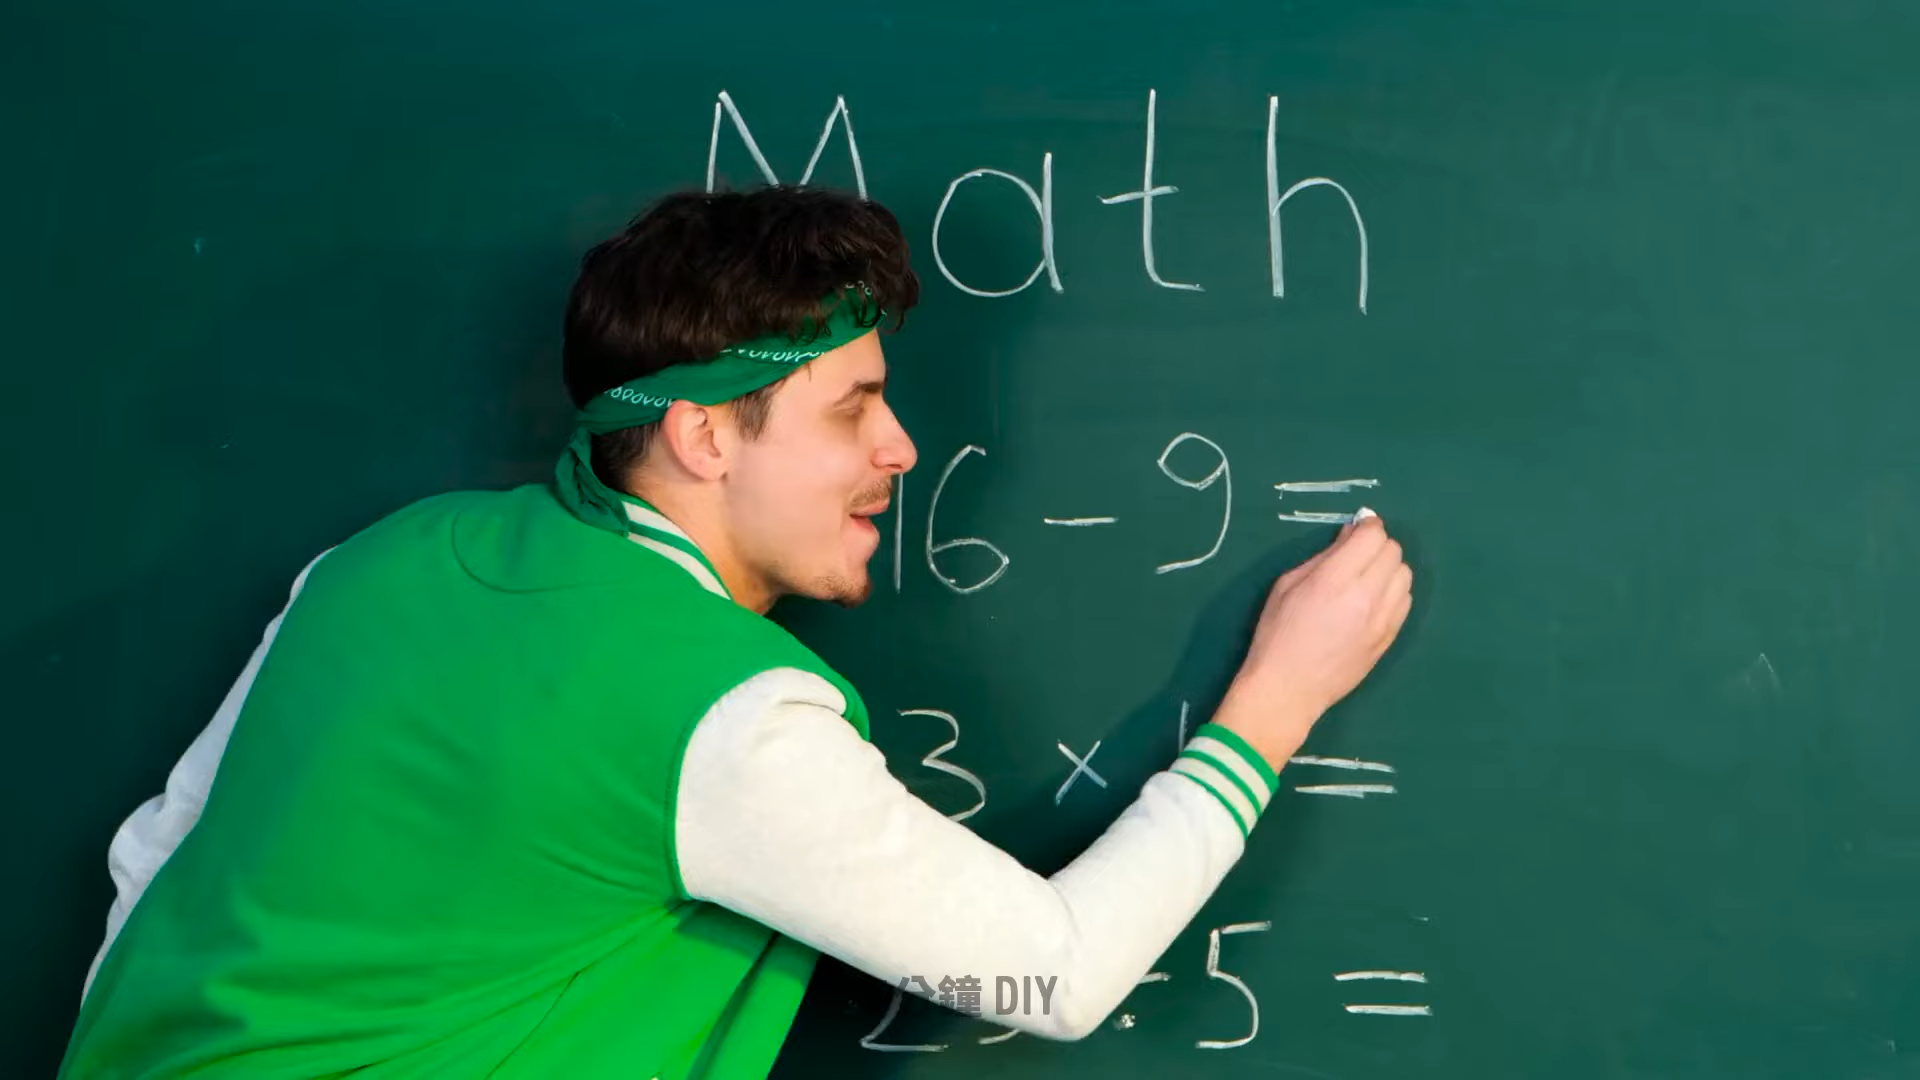 Math
16 - 9 =
3 × =
5 =
分鐘 DIY